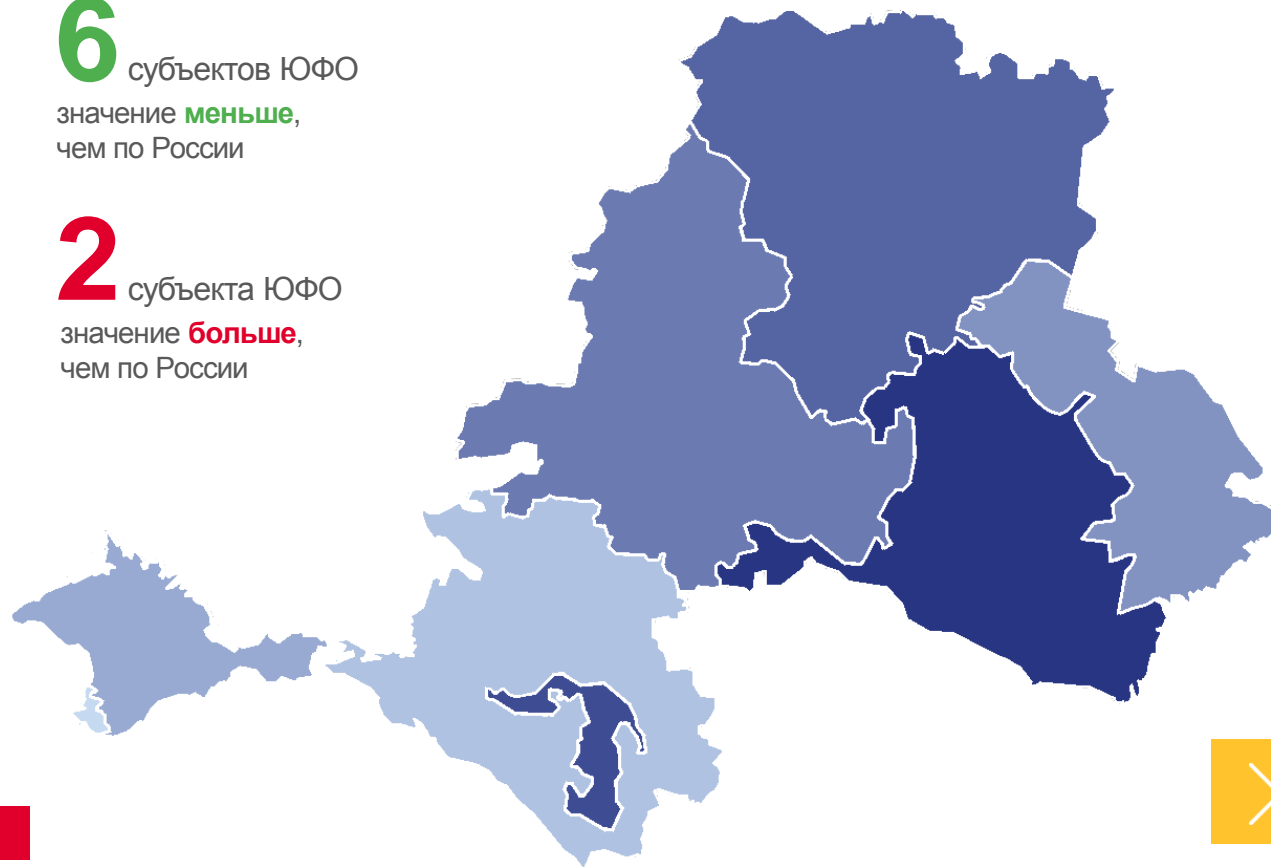 6 субъектов ЮФО
значение меньше,
чем по России
2 субъекта ЮФО
значение больше,
чем по России